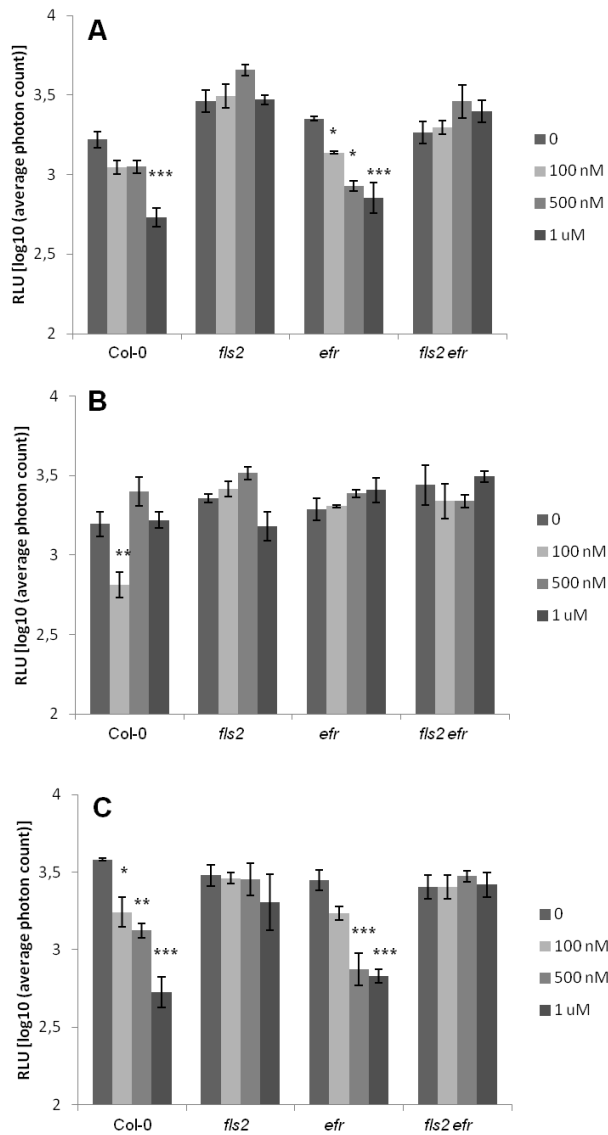 A
RLU [log10 (average photon count)]
4
3,5
3
2,5
2
***
*
*
***
Col-0
fls2
efr
fls2 efr
0
100 nM
500 nM
1 uM
B
RLU [log10 (average photon count)]
4
3,5
3
2,5
2
**
Col-0
fls2
efr
fls2 efr
0
100 nM
500 nM
1 uM
C
RLU [log10 (average photon count)]
4
3,5
3
2,5
2
*
**
***
***
***
Col-0
fls2
efr
fls2 efr
0
100 nM
500 nM
1 uM